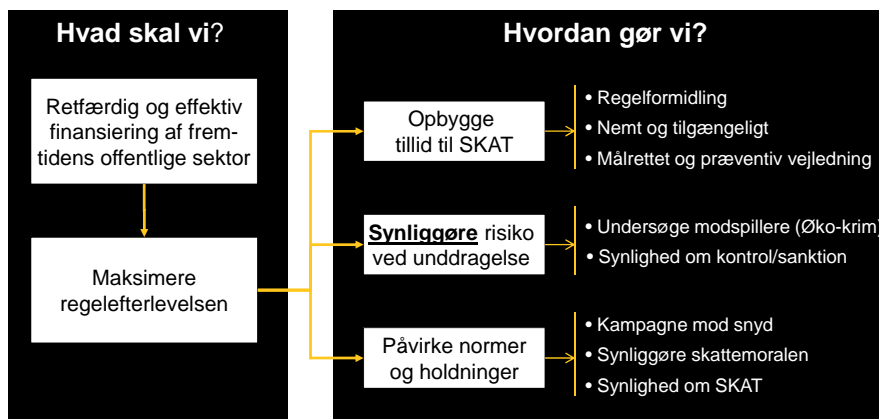 Hvad skal vi?
Retfærdig og effektiv
finansiering af frem-
tidens offentlige sektor
Maksimere
regelefterlevelsen
Hvordan gør vi?
Opbygge
tillid til SKAT
• Regelformidling
• Nemt og tilgængeligt
• Målrettet og præventiv vejledning
Synliggøre risiko
ved unddragelse
• Undersøge modspillere (Øko-krim)
• Synlighed om kontrol/sanktion
Påvirke normer
og holdninger
• Kampagne mod snyd
• Synliggøre skattemoralen
• Synlighed om SKAT